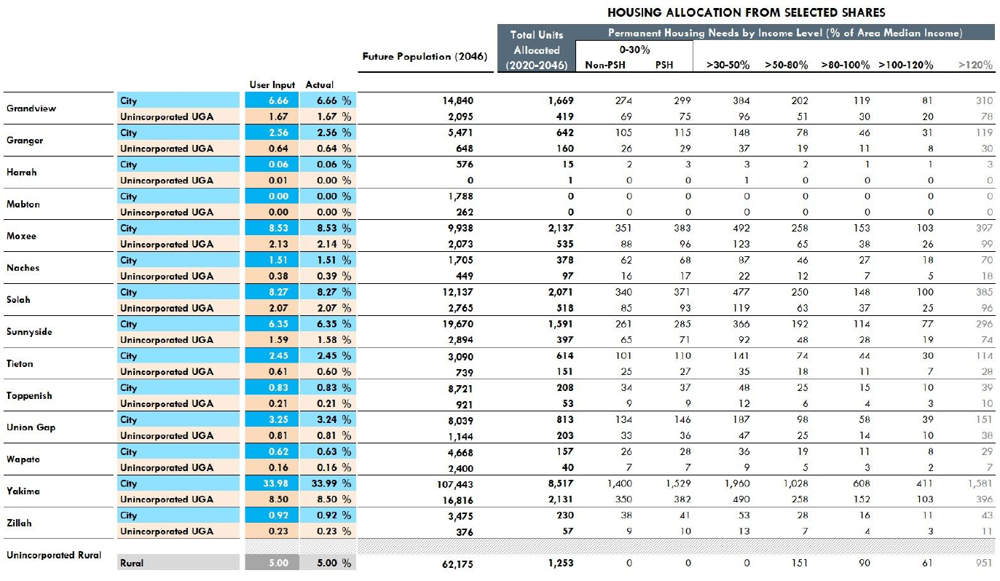 HOUSING ALLOCATION FROM SELECTED SHARES
Total Units Permanent Housing Needs by Income Level (% of Area Median Income)
Future Population (2046) Allocated 0-30%
(2020-2046) Non-PSH PSH >30-50% >50-80% >80-100% >100-120% >120%
User Input Actual
Grandview City 6.66 6.66 % 14,840 1,669 274 299 384 202 119 81 310
Unincorporated UGA 1.67 1.67 % 2,095 419 69 75 96 51 30 20 78
Granger City 2.56 2.56 % 5,471 642 105 115 148 78 46 31 119
Unincorporated UGA 0.64 0.64 % 648 160 26 29 37 19 11 8 30
Harrah City 0.06 0.06 % 576 15 2 3 3 2 1 1 3
Unincorporated UGA 0.01 0.00 % 0 1 0 0 1 0 0 0 0
Mabton City 0.00 0.00 % 1,788 0 0 0 0 0 0 0 0
Unincorporated UGA 0.00 0.00 % 262 0 0 0 0 0 0 0 0
Moxee City 8.53 8.53 % 9,938 2,137 351 383 492 258 153 103 397
Unincorporated UGA 2.13 2.14 % 2,073 535 88 96 123 65 38 26 99
Naches City 1.51 1.51 % 1,705 378 62 68 87 46 27 18 70
Unincorporated UGA 0.38 0.39 % 449 97 16 17 22 12 7 5 18
Selah City 8.27 8.27 % 12,137 2,071 340 371 477 250 148 100 385
Unincorporated UGA 2.07 2.07 % 2,765 518 85 93 119 63 37 25 96
Sunnyside City 6.35 6.35 % 19,670 1,591 261 285 366 192 114 77 296
Unincorporated UGA 1.59 1.58 % 2,894 397 65 71 92 48 28 19 74
Tieton City 2.45 2.45 % 3,090 614 101 110 141 74 44 30 114
Unincorporated UGA 0.61 0.60 % 739 151 25 27 35 18 11 7 28
Toppenish City 0.83 0.83 % 8,721 208 34 37 48 25 15 10 39
Unincorporated UGA 0.21 0.21 % 921 53 9 9 12 6 4 3 10
Union Gap City 3.25 3.24 % 8,039 813 134 146 187 98 58 39 151
Unincorporated UGA 0.81 0.81 % 1,144 203 33 36 47 25 14 10 38
Wapato City 0.62 0.63 % 4,668 157 26 28 36 19 11 8 29
Unincorporated UGA 0.16 0.16 % 2,400 40 7 7 9 5 3 2 7
Yakima City 33.98 33.99 % 107,443 8,517 1,400 1,529 1,960 1,028 608 411 1,581
Unincorporated UGA 8.50 8.50 % 16,816 2,131 350 382 490 258 152 103 396
Zillah City 0.92 0.92 % 3,475 230 38 41 53 28 16 11 43
Unincorporated UGA 0.23 0.23 % 376 57 9 10 13 7 4 3 11
Unincorporated Rural
Rural 5.00 5.00 % 62,175 1,253 0 0 0 151 90 61 951